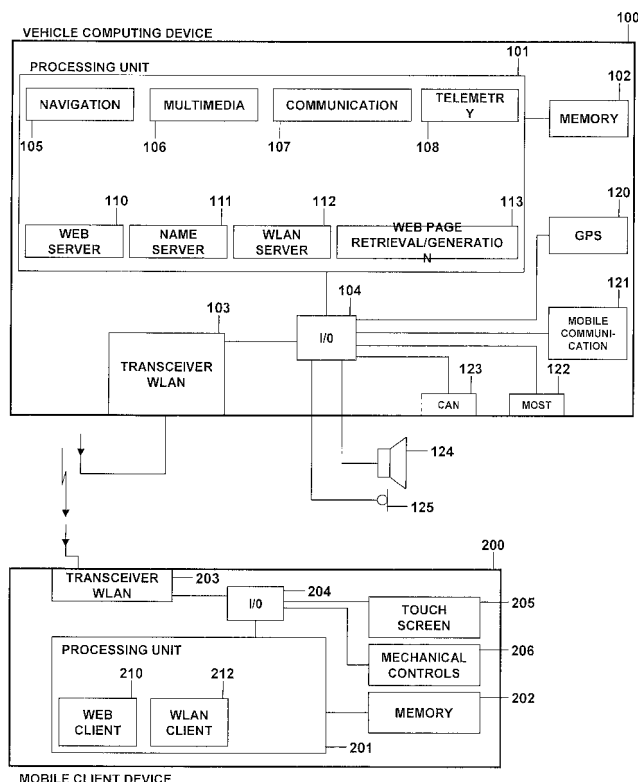 100
VEHICLE COMPUTING DEVICE
101
PROCESSING UNIT
102
NAVIGATION
MULTIMEDIA
COMMUNICATION
TELEMETR
Y
MEMORY
105
106
107
108
110
111
112
113
120
WEB
SERVER
NAME
SERVER
WLAN
SERVER
WEB PAGE
RETRIEVAL/GENERATIO
N
GPS
121
104
103
I/0
MOBILE
COMMUNI-
CATION
TRANSCEIVER
WLAN
123
122
CAN
MOST
124
125
200
TRANSCEIVER
WLAN
203
204
I/0
205
TOUCH
SCREEN
PROCESSING UNIT
206
MECHANICAL
CONTROLS
210
212
202
WEB
CLIENT
WLAN
CLIENT
MEMORY
201
MOBILE CLIENT DEVICE